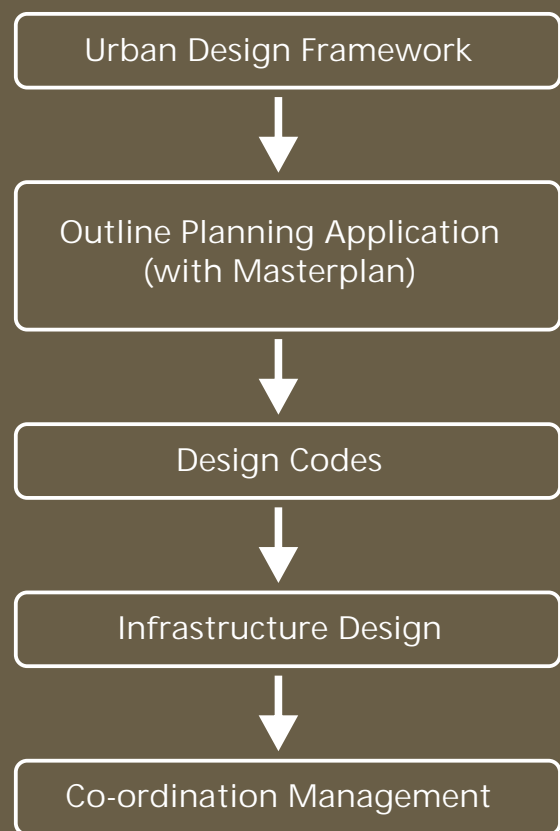 Urban Design Framework
Outline Planning Application
(with Masterplan)
Design Codes
Infrastructure Design
Co-ordination Management